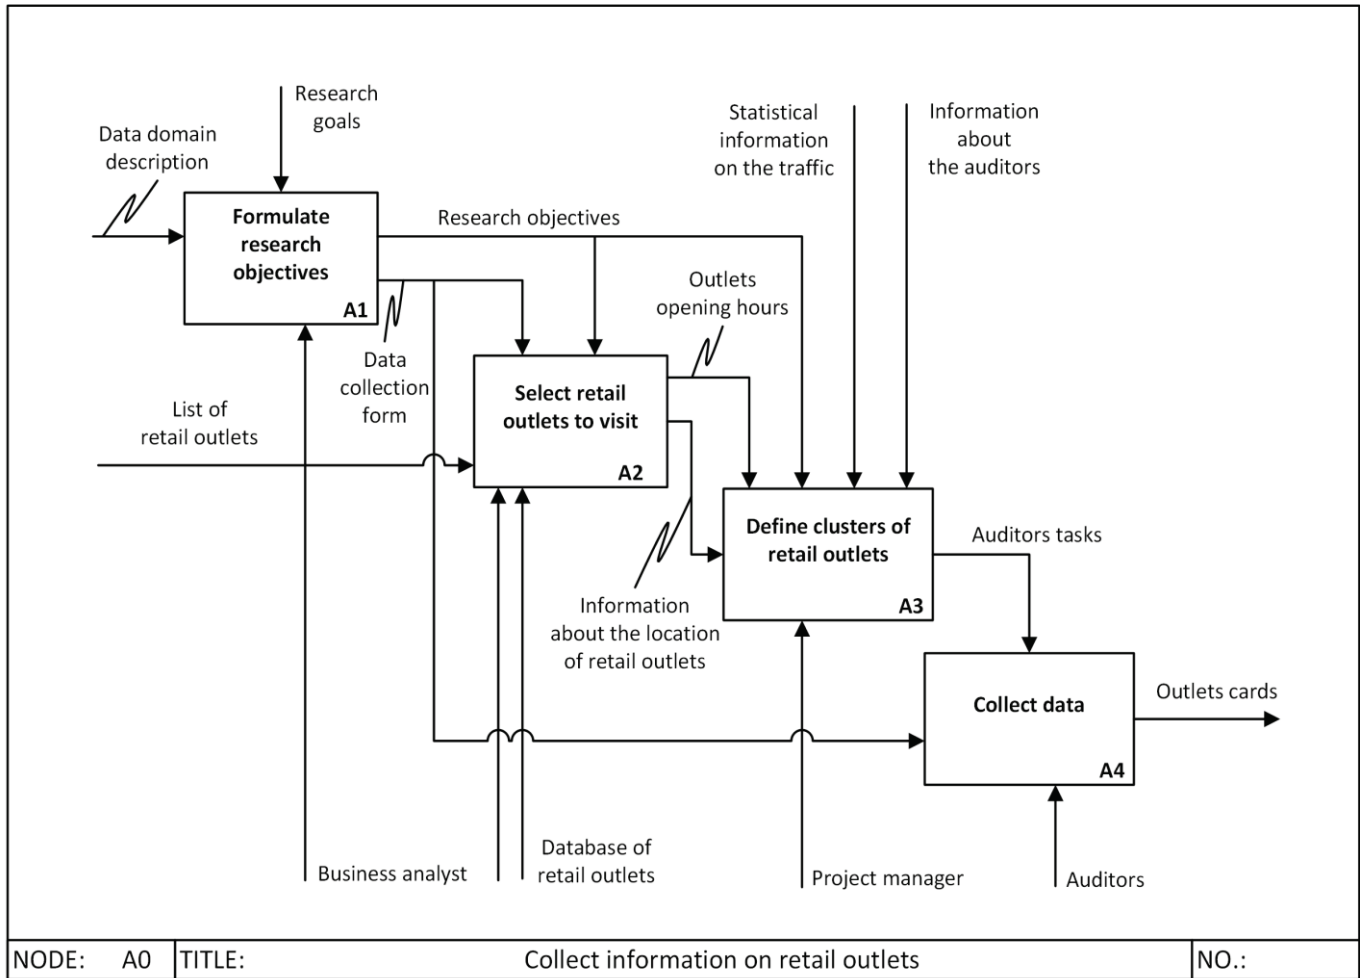 Research
goals
Data domain
description
Statistical
information
on the traffic
Information
about
the auditors
Formulate
research
objectives
A1
Research objectives
Outlets
opening hours
Data
collection
form
List of
retail outlets
Select retail
outlets to visit
A2
Define clusters of
retail outlets
A3
Auditors tasks
Information
about the location
of retail outlets
Collect data
A4
Outlets cards
Business analyst
Database of
retail outlets
Project manager
Auditors
NODE: A0 TITLE: Collect information on retail outlets NO.: